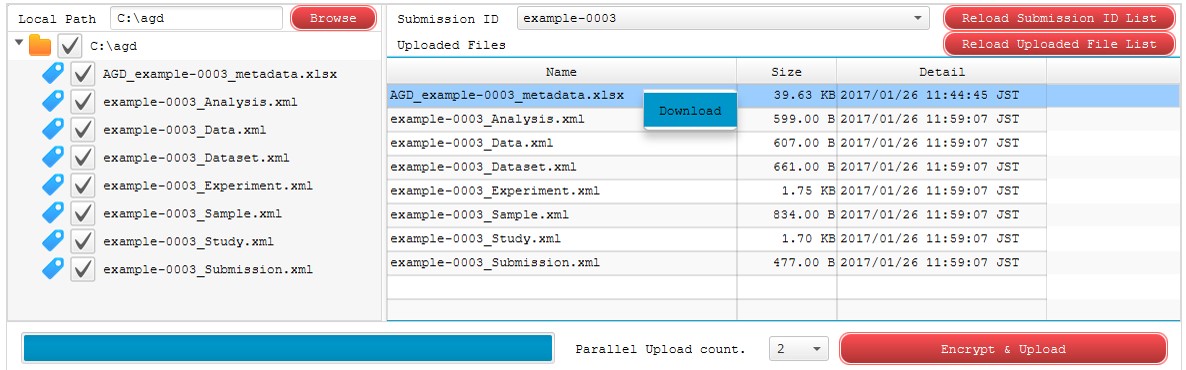 Local Path C:\agd Browse
C:\agd
AGD_example-0003_metadata.xlsx
example-0003_Analysis.xml
example-0003_Data.xml
example-0003_Dataset.xml
example-0003_Experiment.xml
example-0003_Sample.xml
example-0003_Study.xml
example-0003_Submission.xml
Submission ID example-0003 Reload Submission ID List
Uploaded Files Reload Uploaded File List
Name Size Detail
AGD_example-0003_metadata.xlsx 39.63 KB 2017/01/26 11:44:45 JST
Download
example-0003_Analysis.xml 599.00 B 2017/01/26 11:59:07 JST
example-0003_Data.xml 607.00 B 2017/01/26 11:59:07 JST
example-0003_Dataset.xml 661.00 B 2017/01/26 11:59:07 JST
example-0003_Experiment.xml 1.75 KB 2017/01/26 11:59:07 JST
example-0003_Sample.xml 834.00 B 2017/01/26 11:59:07 JST
example-0003_Study.xml 1.70 KB 2017/01/26 11:59:07 JST
example-0003_Submission.xml 477.00 B 2017/01/26 11:59:07 JST
Parallel Upload count. 2 Encrypt & Upload